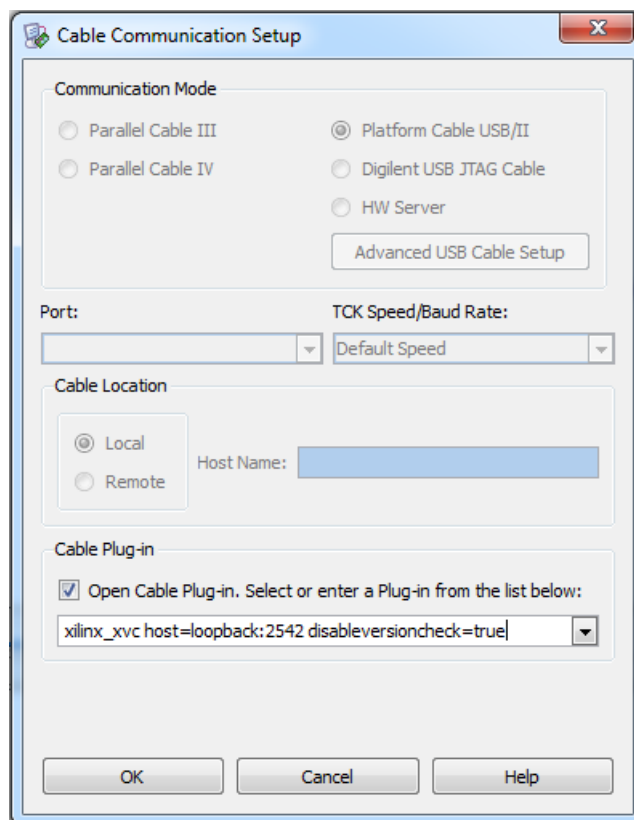 Cable Communication Setup
Communication Mode
Parallel Cable III
Platform Cable USB/II
Parallel Cable IV
Digilent USB JTAG Cable
HW Server
Advanced USB Cable Setup
Port:
TCK Speed/Baud Rate:
Default Speed
Cable Location
Local
Host Name:
Remote
Cable Plug-in
Open Cable Plug-in. Select or enter a Plug-in from the list below:
xilinx_xvc host=loopback:2542 disableversioncheck=true
OK
Cancel
Help